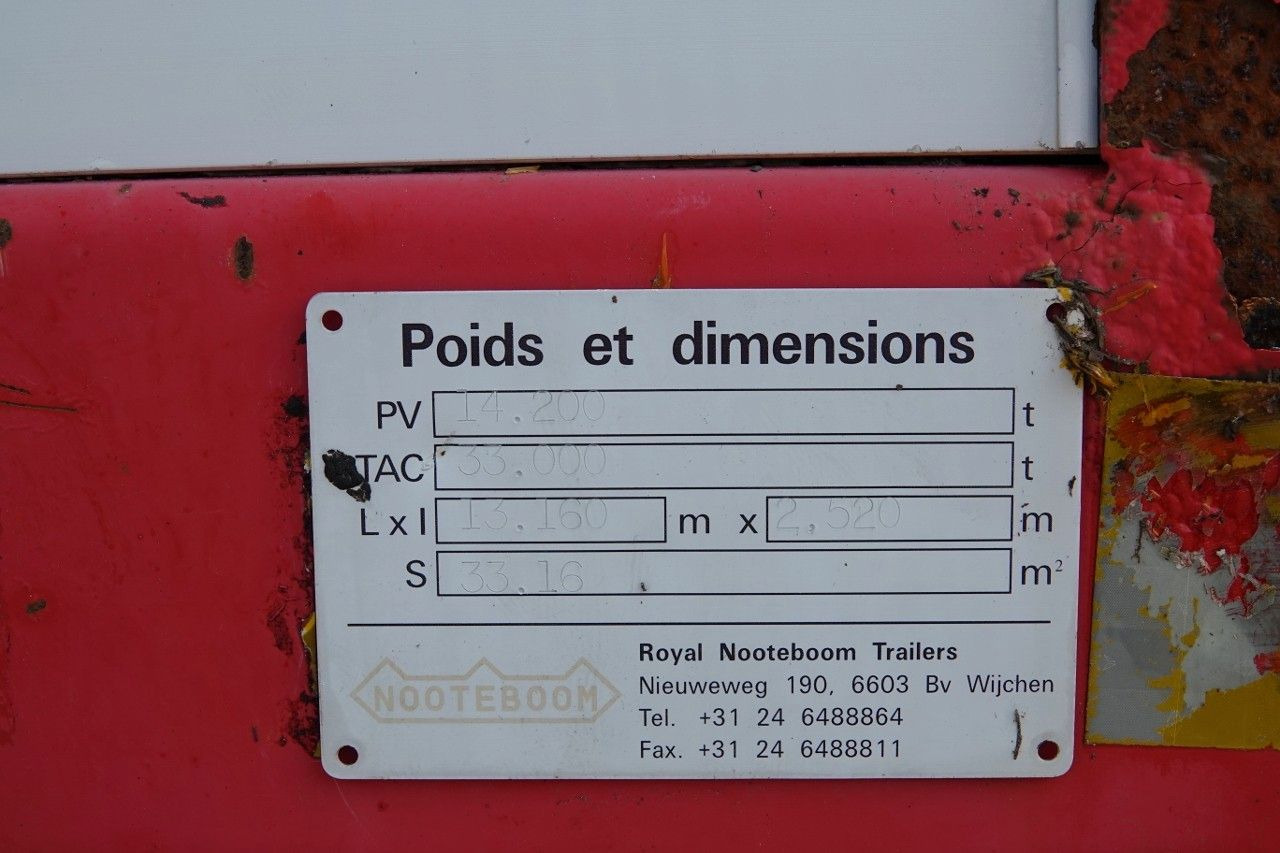 Poids et dimensions
PV 14.200 t
TAC 33.000 t
L x l 13.160 m x 2.520 m
S 33.16 m²
NOOTEBOOM
Royal Nooteboom Trailers
Nieuweweg 190, 6603 Bv Wijchen
Tel. +31 24 6488864
Fax. +31 24 6488811